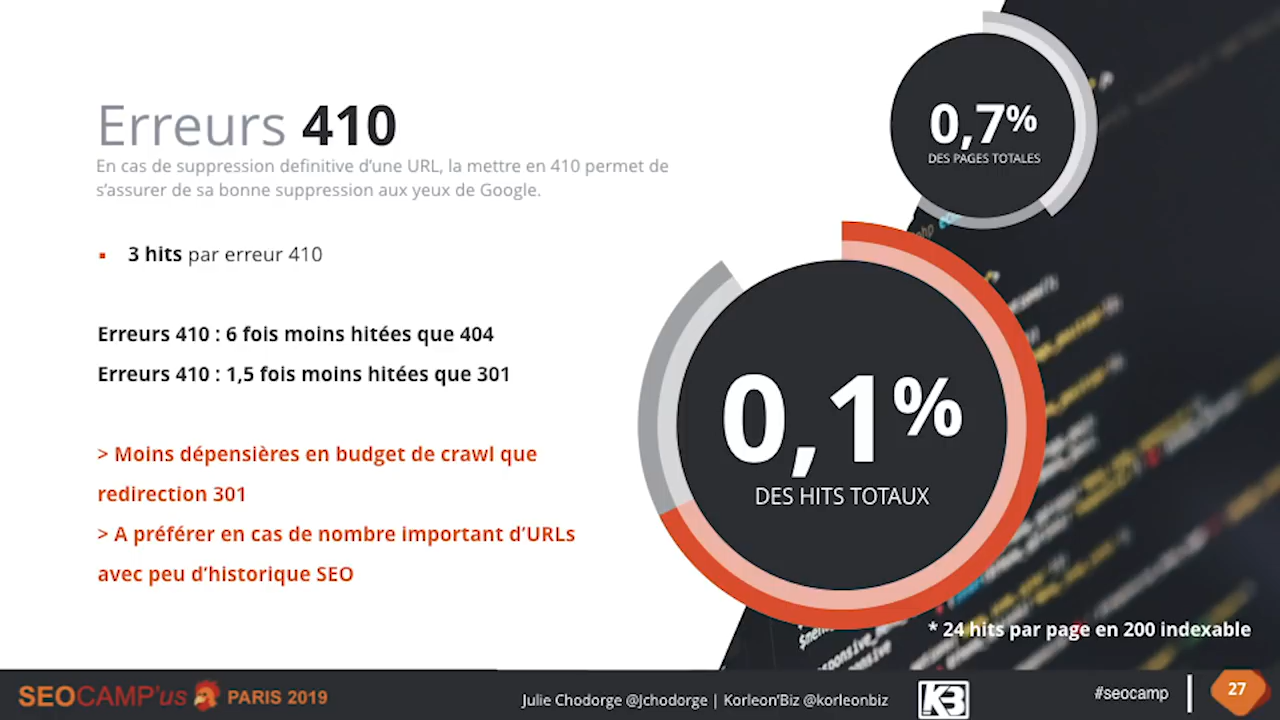 Erreurs 410
En cas de suppression definitive d'une URL, la mettre en 410 permet de
s'assurer de sa bonne suppression aux yeux de Google.
3 hits par erreur 410
Erreurs 410 : 6 fois moins hitées que 404
Erreurs 410 : 1,5 fois moins hitées que 301
> Moins dépensières en budget de crawl que
redirection 301
> A préférer en cas de nombre important d'URLs
avec peu d'historique SEO
0,7%
DES PAGES TOTALES
0,1%
DES HITS TOTAUX
* 24 hits par page en 200 indexable
SEOCAMP'us PARIS 2019
Julie Chodorge @Jchodorge | Korleon'Biz @korleonbiz
K3
#seocamp
27